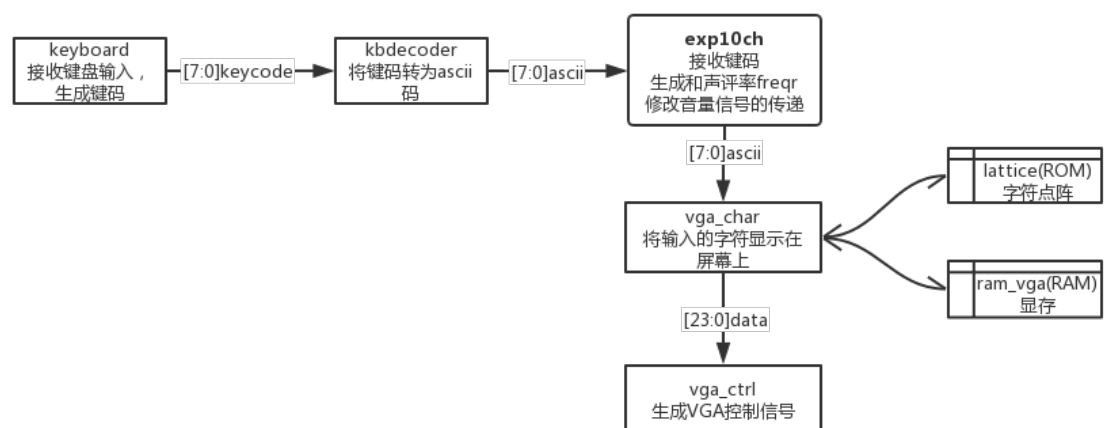 keyboard
接收键盘输入，
生成键码
[7:0]keycode
kbdecoder
将键码转为ascii
码
[7:0]ascii
exp10ch
接收键码
生成和声评率freqr
修改音量信号的传递
[7:0]ascii
vga_char
将输入的字符显示在
屏幕上
lattice(ROM)
字符点阵
ram_vga(RAM)
显存
[23:0]data
vga_ctrl
生成VGA控制信号